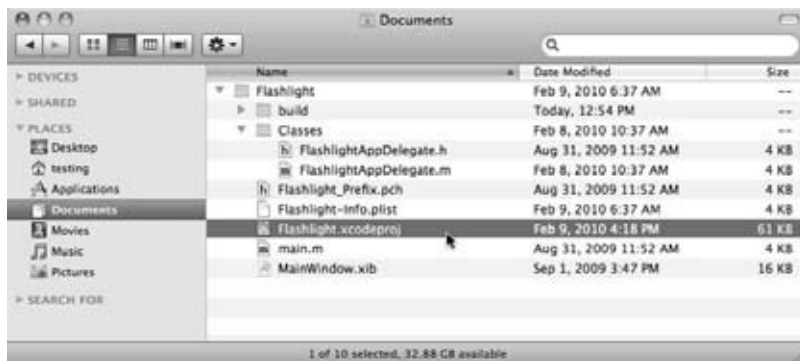 Documents
Name Date Modified Size
DEVICES
SHARED
PLACES
Desktop
testing
Applications
Documents
Movies
Music
Pictures
SEARCH FOR
Flashlight Feb 9, 2010 6:37 AM --
build Today, 12:54 PM --
Classes Feb 8, 2010 10:37 AM --
FlashlightAppDelegate.h Aug 31, 2009 11:52 AM 4 KB
FlashlightAppDelegate.m Feb 8, 2010 10:37 AM 4 KB
Flashlight_Prefix.pch Aug 31, 2009 11:52 AM 4 KB
Flashlight-Info.plist Feb 9, 2010 6:37 AM 4 KB
Flashlight.xcodeproj Feb 9, 2010 4:18 PM 61 KB
main.m Aug 31, 2009 11:52 AM 4 KB
MainWindow.xib Sep 1, 2009 3:47 PM 16 KB
1 of 10 selected, 32.88 GB available